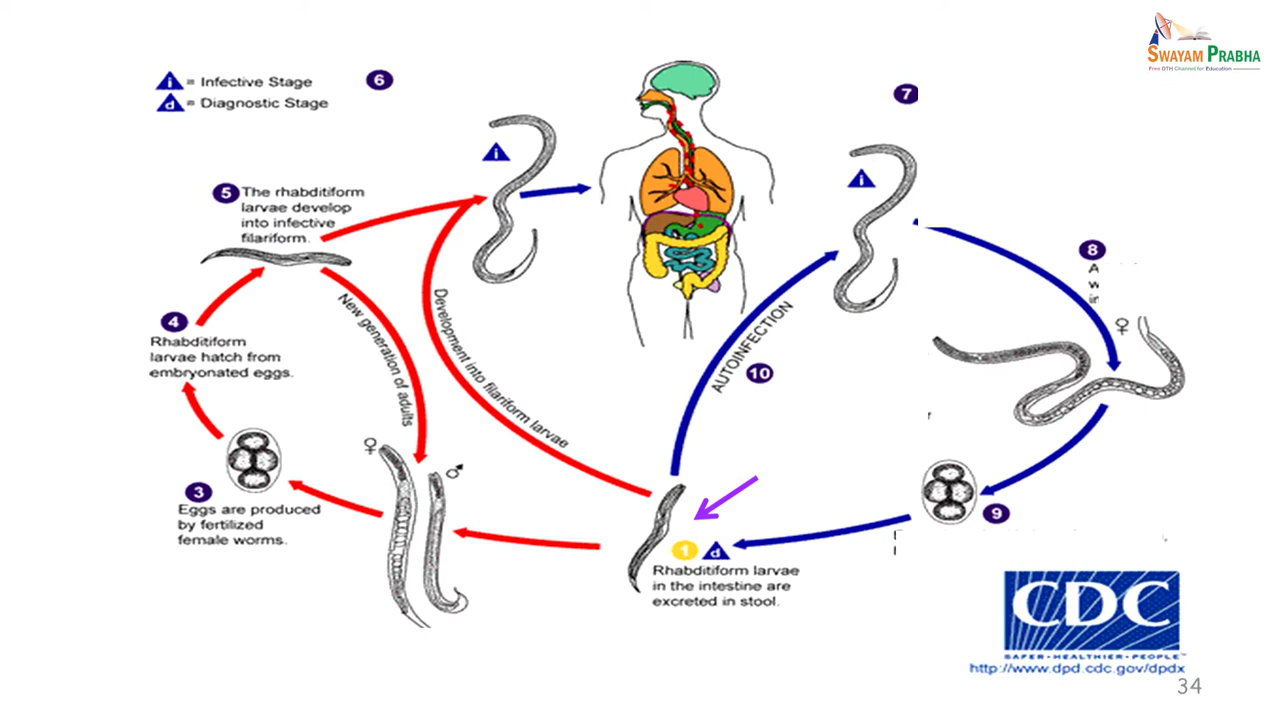 SWAYAM PRABHA
Free DTH Channel for Education
i = Infective Stage
d = Diagnostic Stage
6
7
i
i
5 The rhabditiform
larvae develop
into infective
filariform.
8
A
w
in
4
Rhabditiform
larvae hatch from
embryonated eggs.
New generation of adults
Development into filariform larvae
AUTOINFECTION
10
♀
♀
♂
3
Eggs are produced
by fertilized
female worms.
9
1 d
Rhabditiform larvae
in the intestine are
excreted in stool.
CDC
SAFER•HEALTHIER•PEOPLE™
http://www.dpd.cdc.gov/dpdx
34